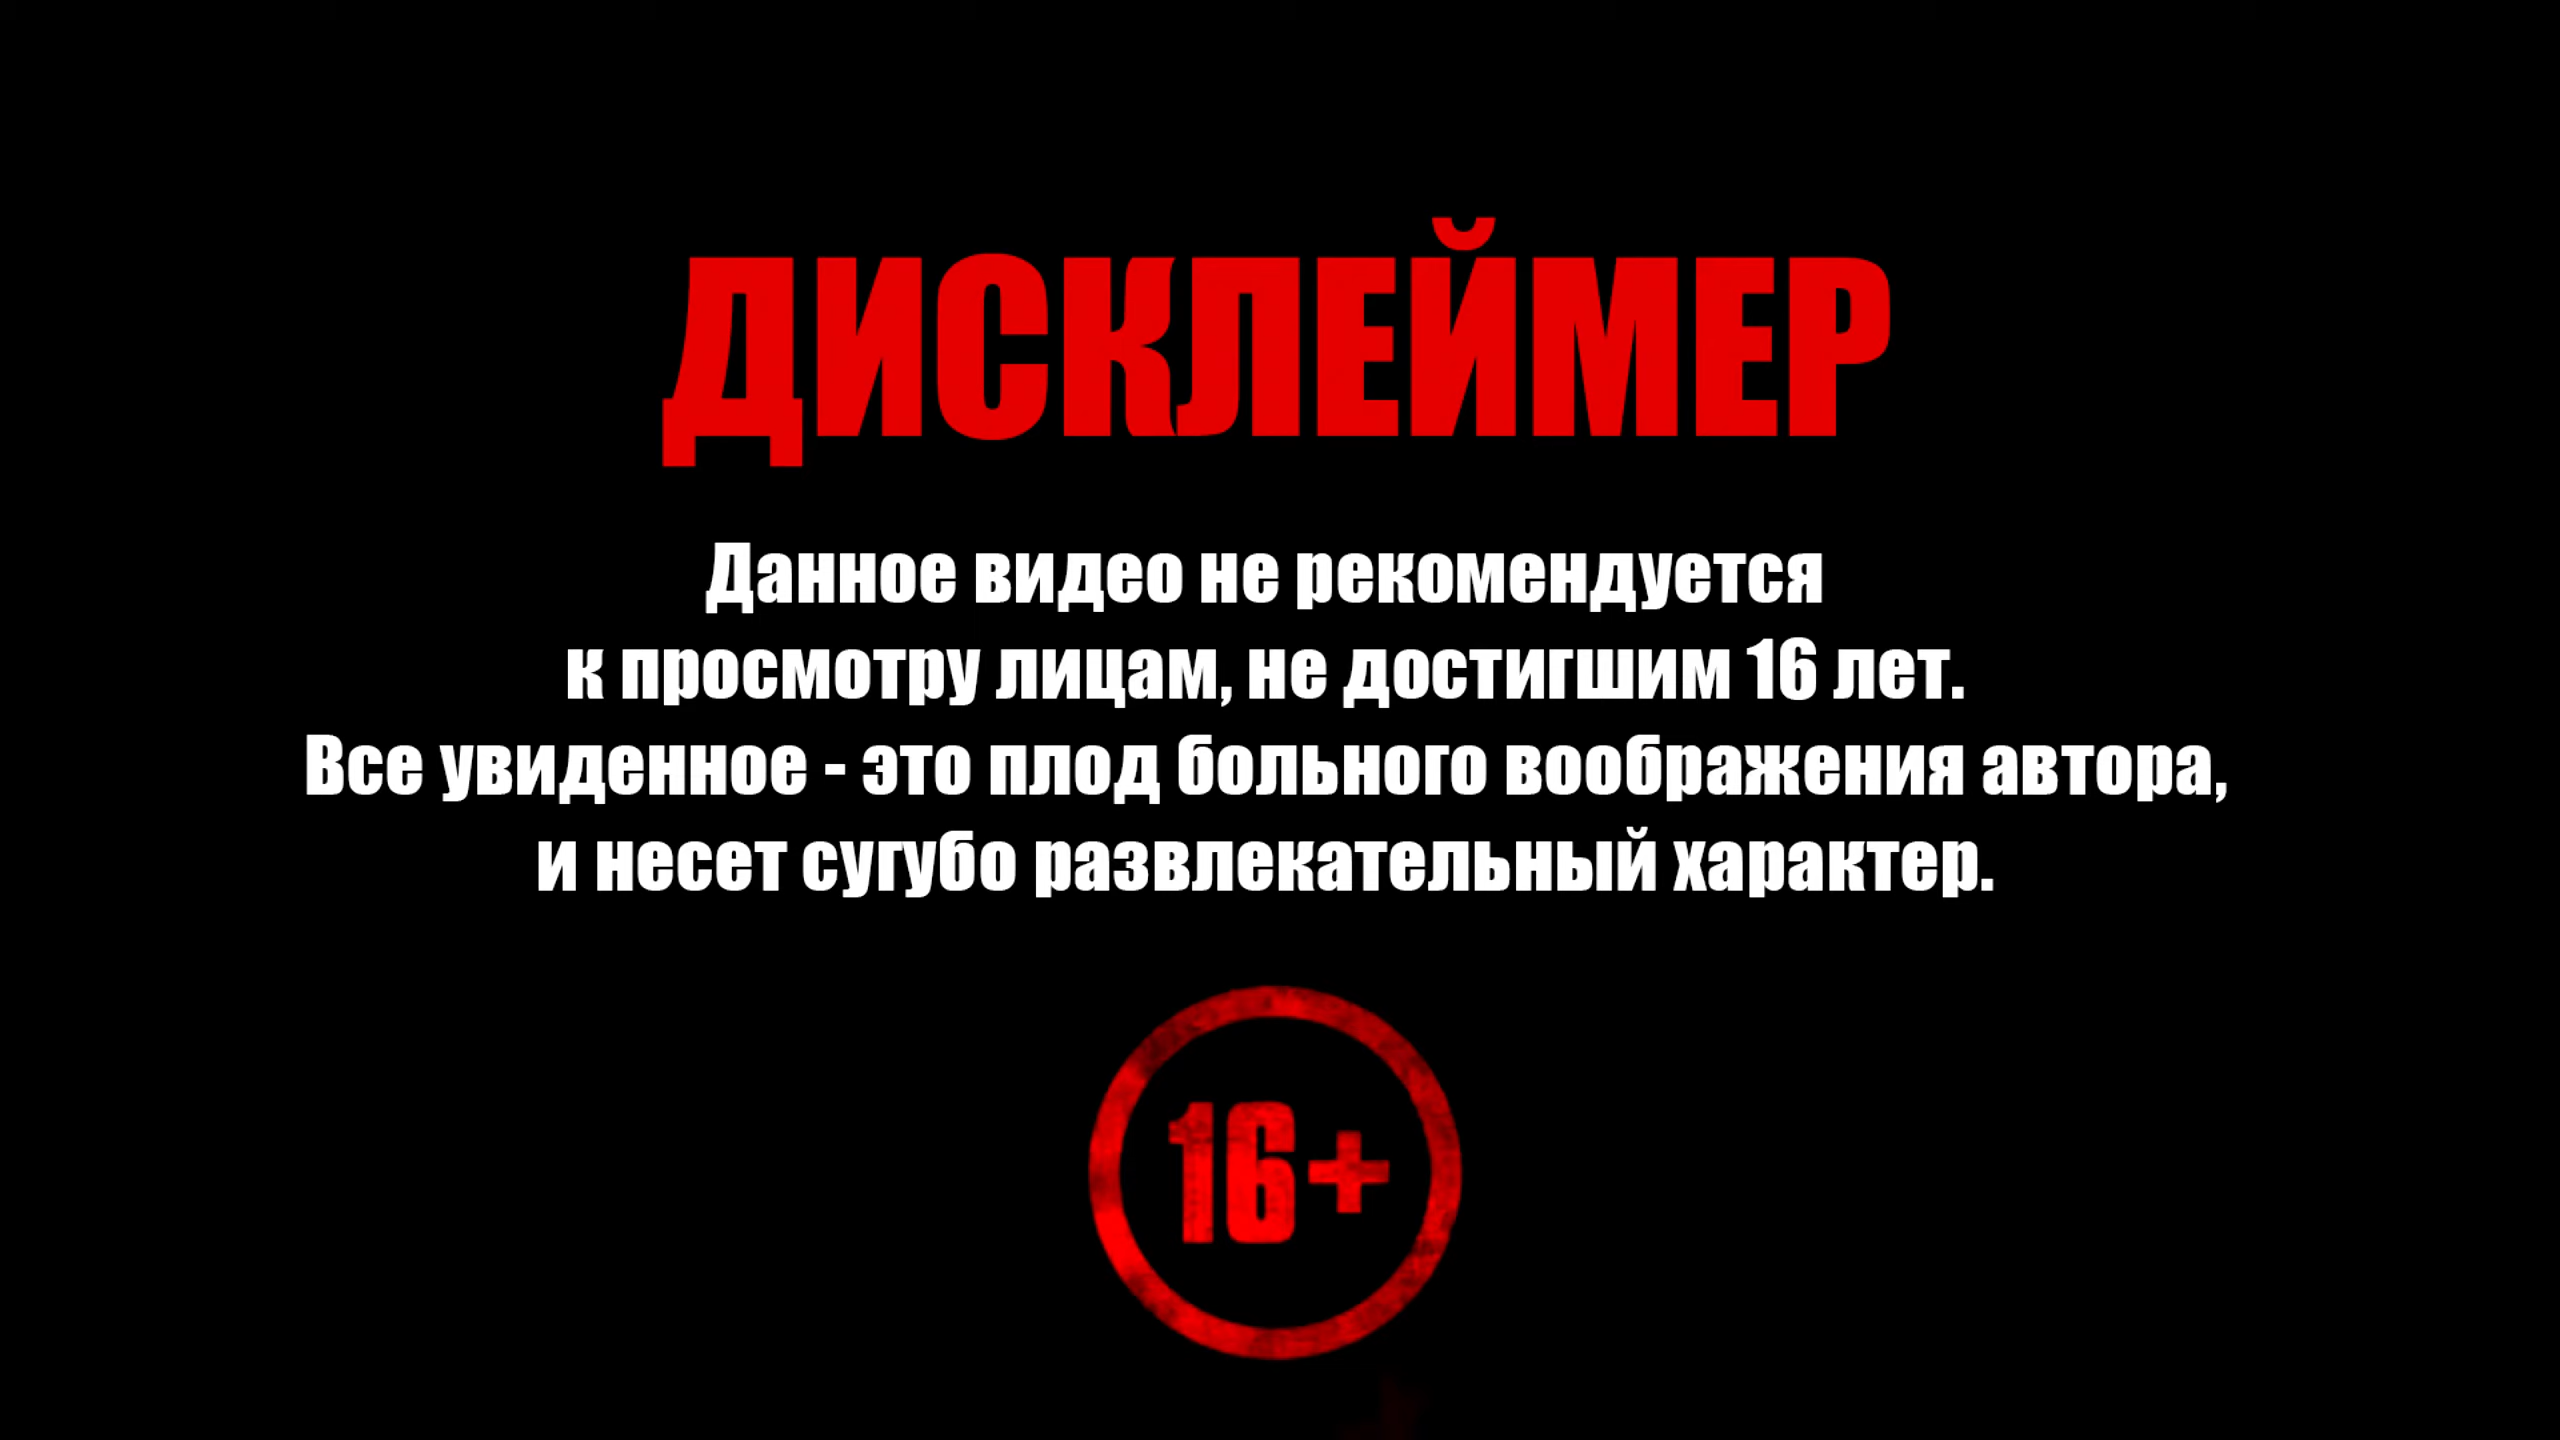 ДИСКЛЕЙМЕР
Данное видео не рекомендуется
к просмотру лицам, не достигшим 16 лет.
Все увиденное - это плод больного воображения автора,
и несет сугубо развлекательный характер.
16+